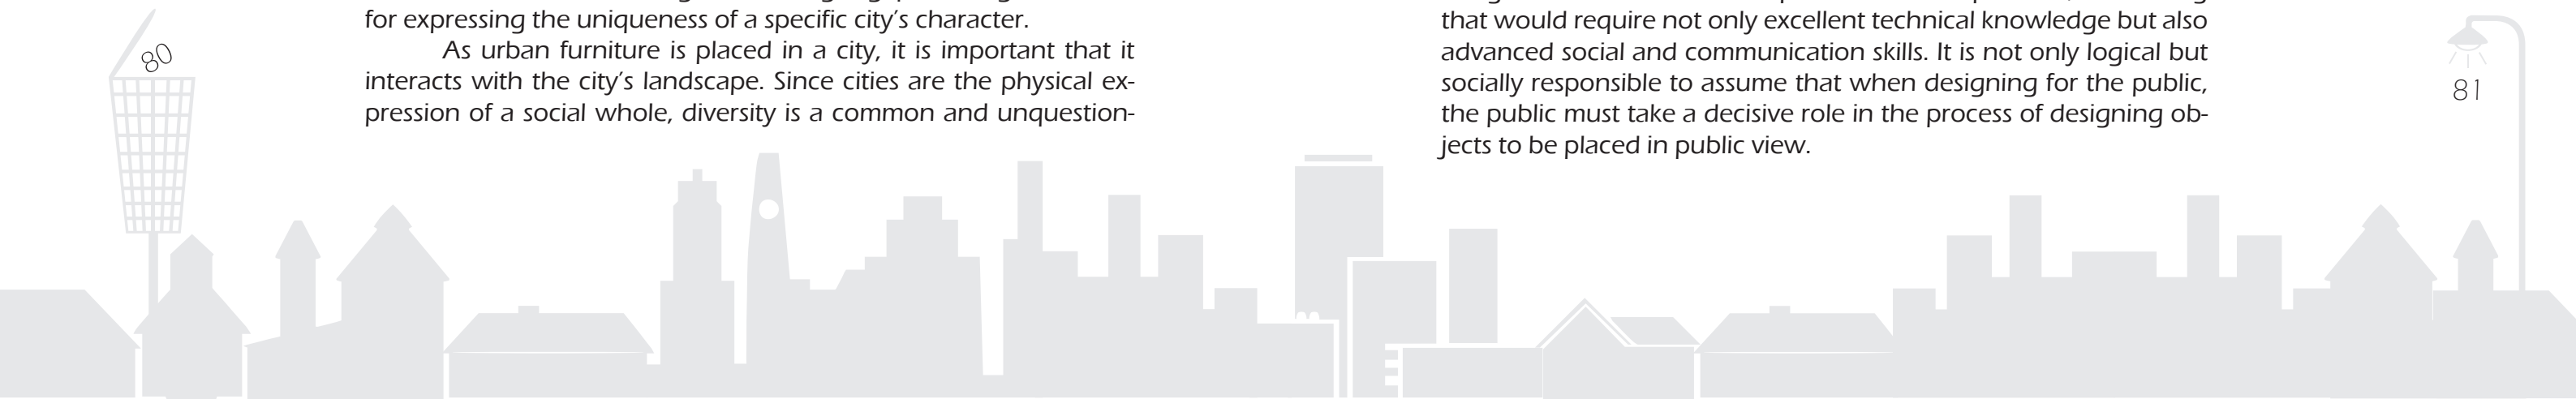 for expressing the uniqueness of a specific city's character.
As urban furniture is placed in a city, it is important that it
interacts with the city's landscape. Since cities are the physical ex-
pression of a social whole, diversity is a common and unquestion-
80
that would require not only excellent technical knowledge but also
advanced social and communication skills. It is not only logical but
socially responsible to assume that when designing for the public,
the public must take a decisive role in the process of designing ob-
jects to be placed in public view.
81